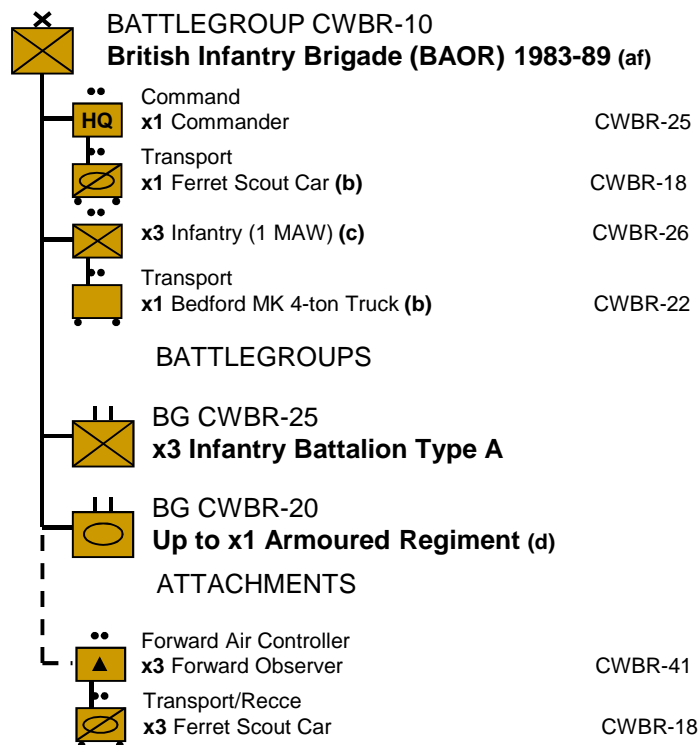 BATTLEGROUP CWBR-10
British Infantry Brigade (BAOR) 1983-89 (af)
Command
HQ x1 Commander CWBR-25
Transport
x1 Ferret Scout Car (b) CWBR-18
x3 Infantry (1 MAW) (c) CWBR-26
Transport
x1 Bedford MK 4-ton Truck (b) CWBR-22
BATTLEGROUPS
BG CWBR-25
x3 Infantry Battalion Type A
BG CWBR-20
Up to x1 Armoured Regiment (d)
ATTACHMENTS
Forward Air Controller
x3 Forward Observer CWBR-41
Transport/Recce
x3 Ferret Scout Car CWBR-18